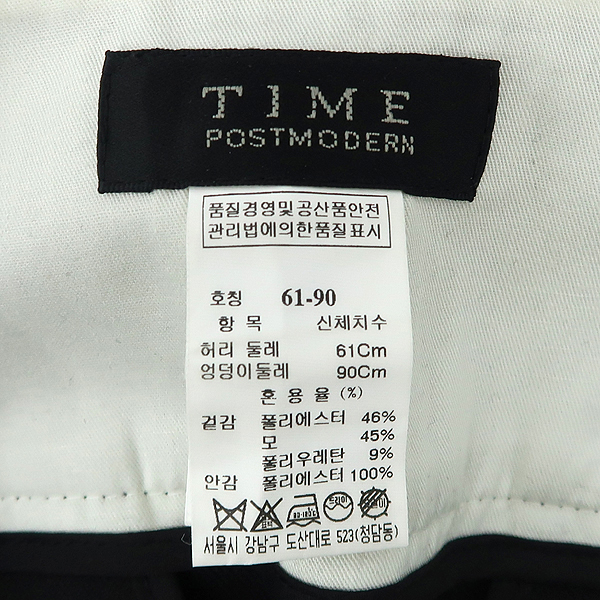 TIME
POSTMODERN
품질경영및공산품안전
관리법에의한품질표시
호칭 61-90
항 목 신체치수
허리 둘레 61Cm
엉덩이둘레 90Cm
혼 용 율 (%)
겉감 폴리에스터 46%
모 45%
폴리우레탄 9%
안감 폴리에스터 100%
드라이
서울시 강남구 도산대로 523(청담동)